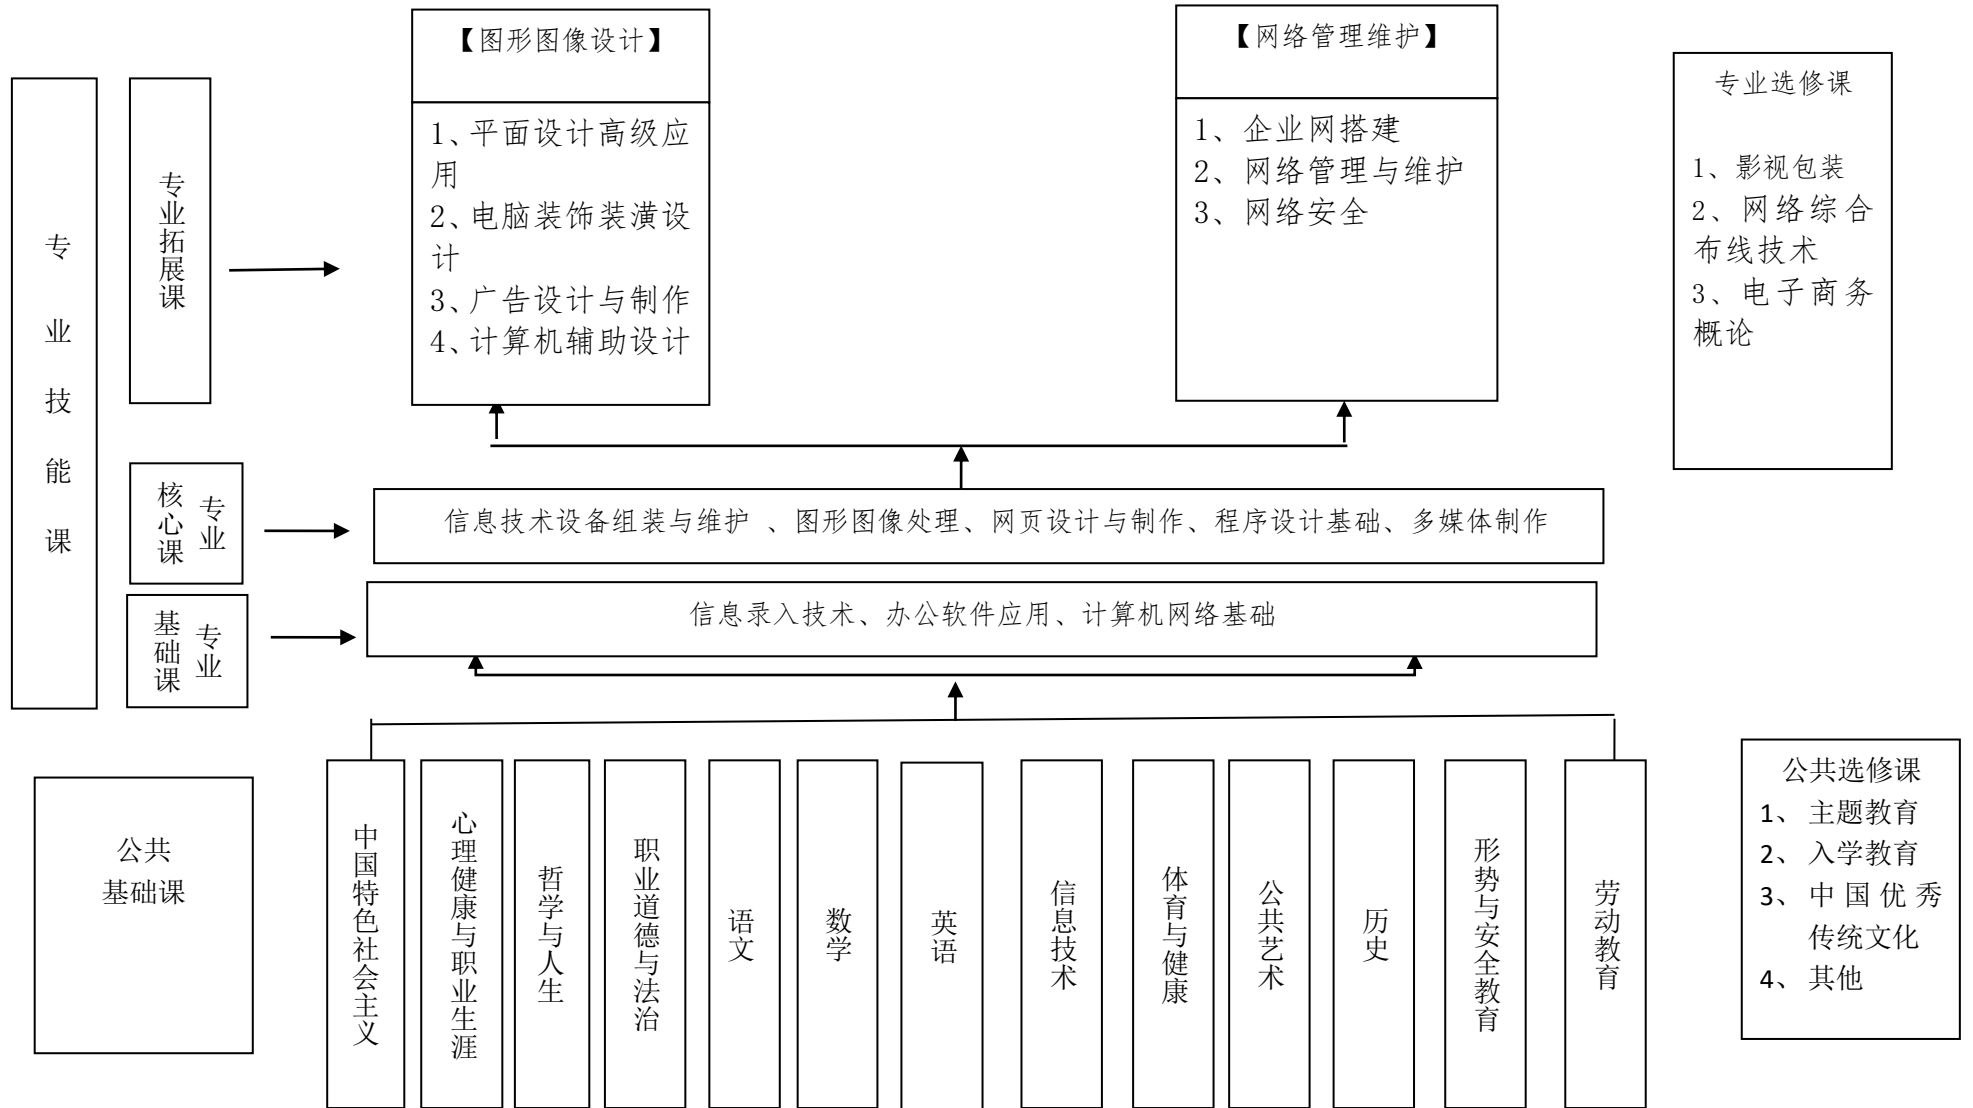 【图形图像设计】
1、平面设计高级应
用
2、电脑装饰装潢设
计
3、广告设计与制作
4、计算机辅助设计
【网络管理维护】
1、企业网搭建
2、网络管理与维护
3、网络安全
专业选修课
1、影视包装
2、网络综合
布线技术
3、电子商务
概论
专业技能课
专业拓展课
专业
核心课
信息技术设备组装与维护 、图形图像处理、网页设计与制作、程序设计基础、多媒体制作
专业
基础课
信息录入技术、办公软件应用、计算机网络基础
公共
基础课
中国特色社会主义
心理健康与职业生涯
哲学与人生
职业道德与法治
语文
数学
英语
信息技术
体育与健康
公共艺术
历史
形势与安全教育
劳动教育
公共选修课
1、 主题教育
2、 入学教育
3、 中国优秀
传统文化
4、 其他